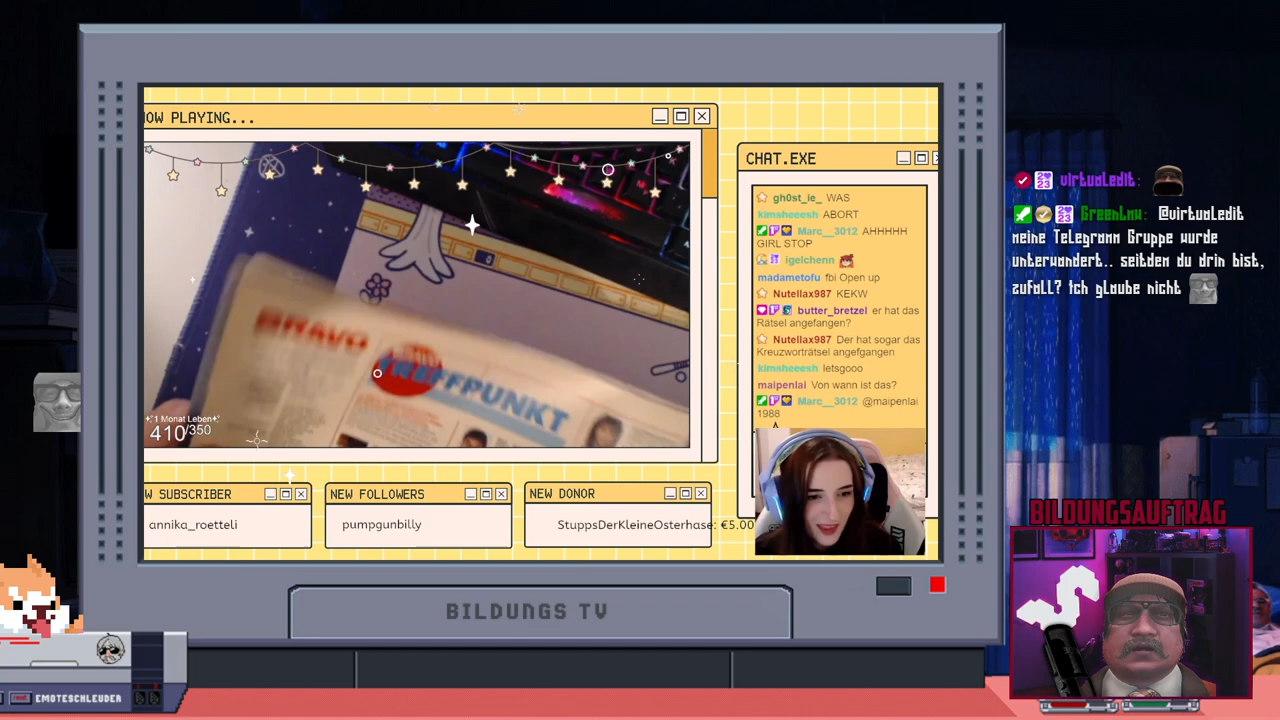 NOW PLAYING...
BRAVO
TREFFPUNKT
1 Monat Leben
410/350
CHAT.EXE
gh0st_ie_ WAS
kimsheeesh ABORT
Marc__3012 AHHHHH
GIRL STOP
igelchenn
madametofu fbi Open up
Nutellax987 KEKW
butter_bretzel er hat das
Rätsel angefangen?
Nutellax987 Der hat sogar das
Kreuzworträtsel angefgangen
kimsheeesh letsgooo
maipenlai Von wann ist das?
Marc__3012 @maipenlai
1988
W SUBSCRIBER
annika_roetteli
NEW FOLLOWERS
pumpgunbilly
NEW DONOR
StuppsDerKleineOsterhase: €5.00
BILDUNGS TV
EMOTESCHLEUDER
virtualedit:
GreenLnx: @virtualedit
meine Telegramm Gruppe wurde
unterwandert.. seitdem du drin bist,
zufall? Ich glaube nicht
BILDUNGSAUFTRAG